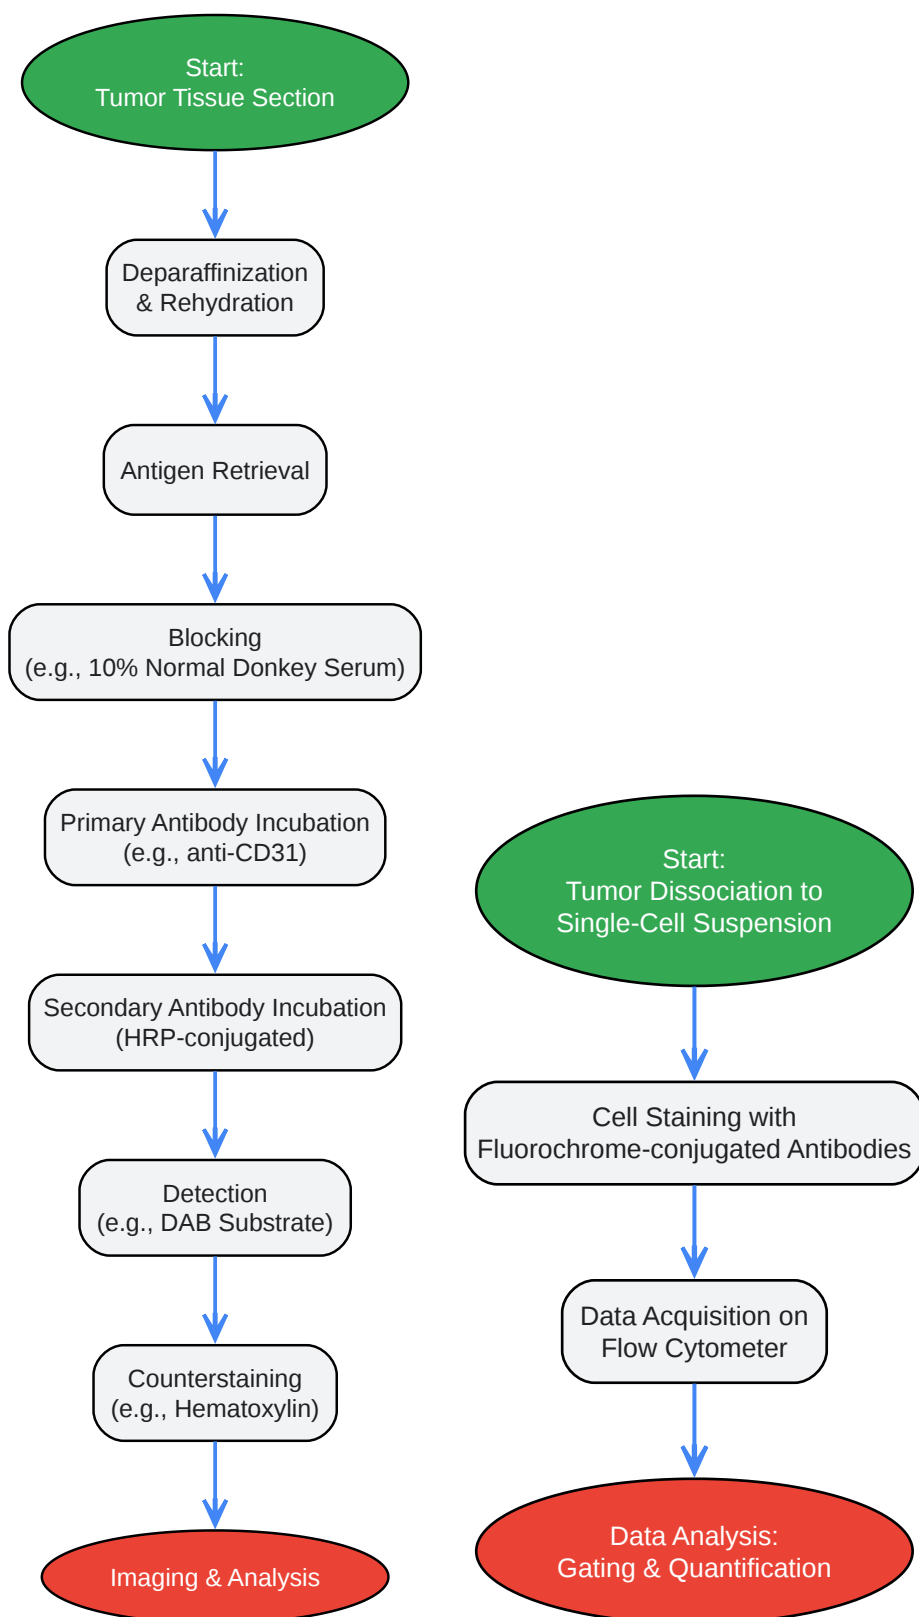 Start:
Tumor Tissue Section
Deparaffinization
& Rehydration
Antigen Retrieval
Blocking
(e.g., 10% Normal Donkey Serum)
Primary Antibody Incubation
(e.g., anti-CD31)
Secondary Antibody Incubation
(HRP-conjugated)
Detection
(e.g., DAB Substrate)
Counterstaining
(e.g., Hematoxylin)
Imaging & Analysis
Start:
Tumor Dissociation to
Single-Cell Suspension
Cell Staining with
Fluorochrome-conjugated Antibodies
Data Acquisition on
Flow Cytometer
Data Analysis:
Gating & Quantification